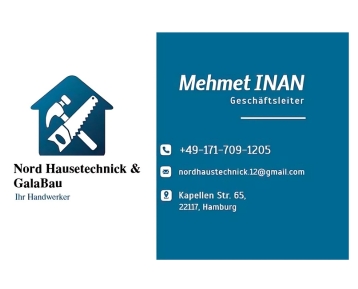 Nord Hausetechnick &
GalaBau
Ihr Handwerker
Mehmet INAN
Geschäftsleiter
+49-171-709-1205
nordhaustechnick.12@gmail.com
Kapellen Str. 65,
22117, Hamburg